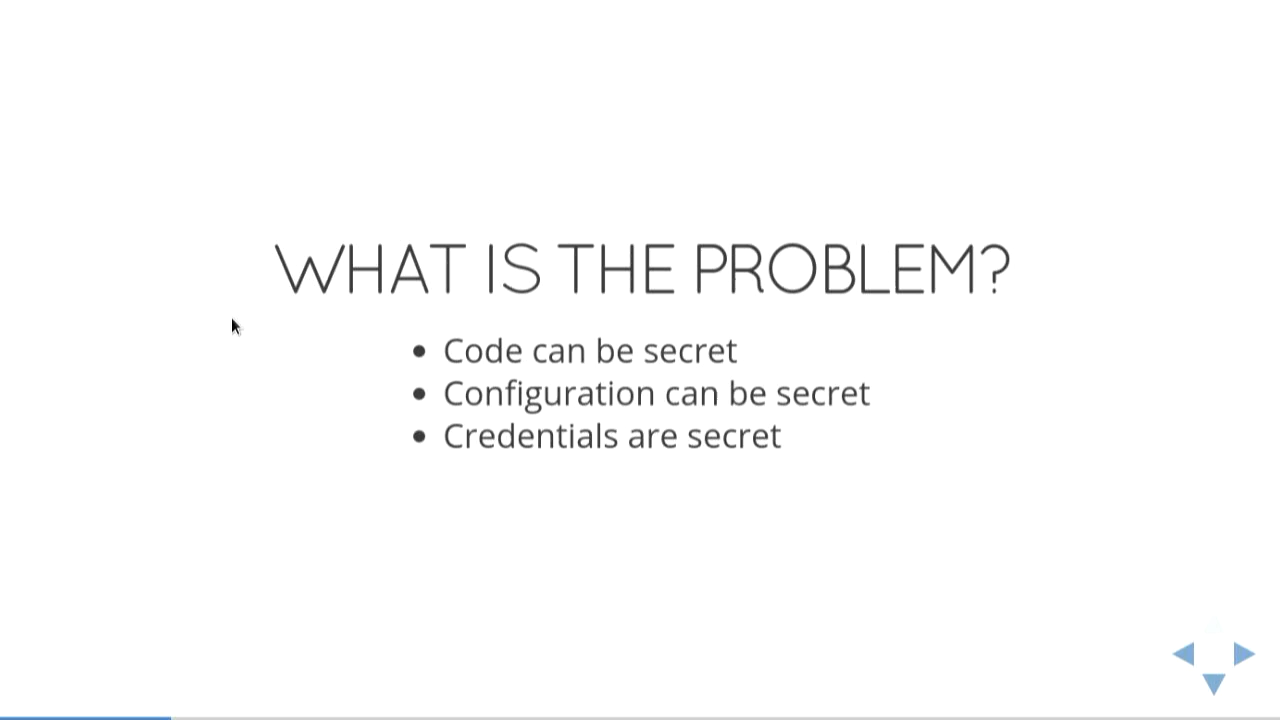 WHAT IS THE PROBLEM?
Code can be secret
Configuration can be secret
Credentials are secret